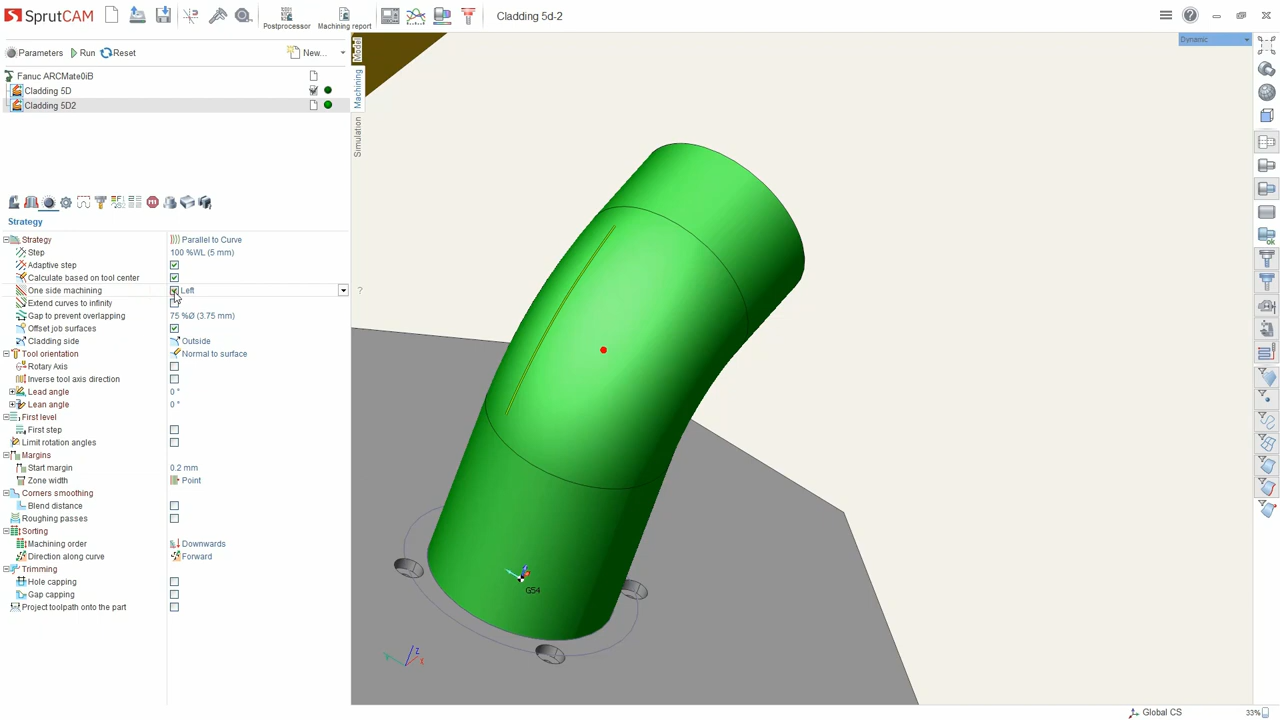 SprutCAM
Postprocessor
Machining report
Cladding 5d-2
Parameters
Run
Reset
New...
Fanuc ARCMate0iB
Cladding 5D
Cladding 5D2
Model
Machining
Simulation
Dynamic
Strategy
Strategy Parallel to Curve
Step 100 %WL (5 mm)
Adaptive step
Calculate based on tool center
One side machining Left
?
Extend curves to infinity
Gap to prevent overlapping 75 %Ø (3.75 mm)
Offset job surfaces
Cladding side Outside
Tool orientation Normal to surface
Rotary Axis
Inverse tool axis direction
Lead angle 0 °
Lean angle 0 °
First level
First step
Limit rotation angles
Margins
Start margin 0.2 mm
Zone width Point
Corners smoothing
Blend distance
Roughing passes
Sorting
Machining order Downwards
Direction along curve Forward
Trimming
Hole capping
Gap capping
Project toolpath onto the part
G54
Z
X
Global CS
33%